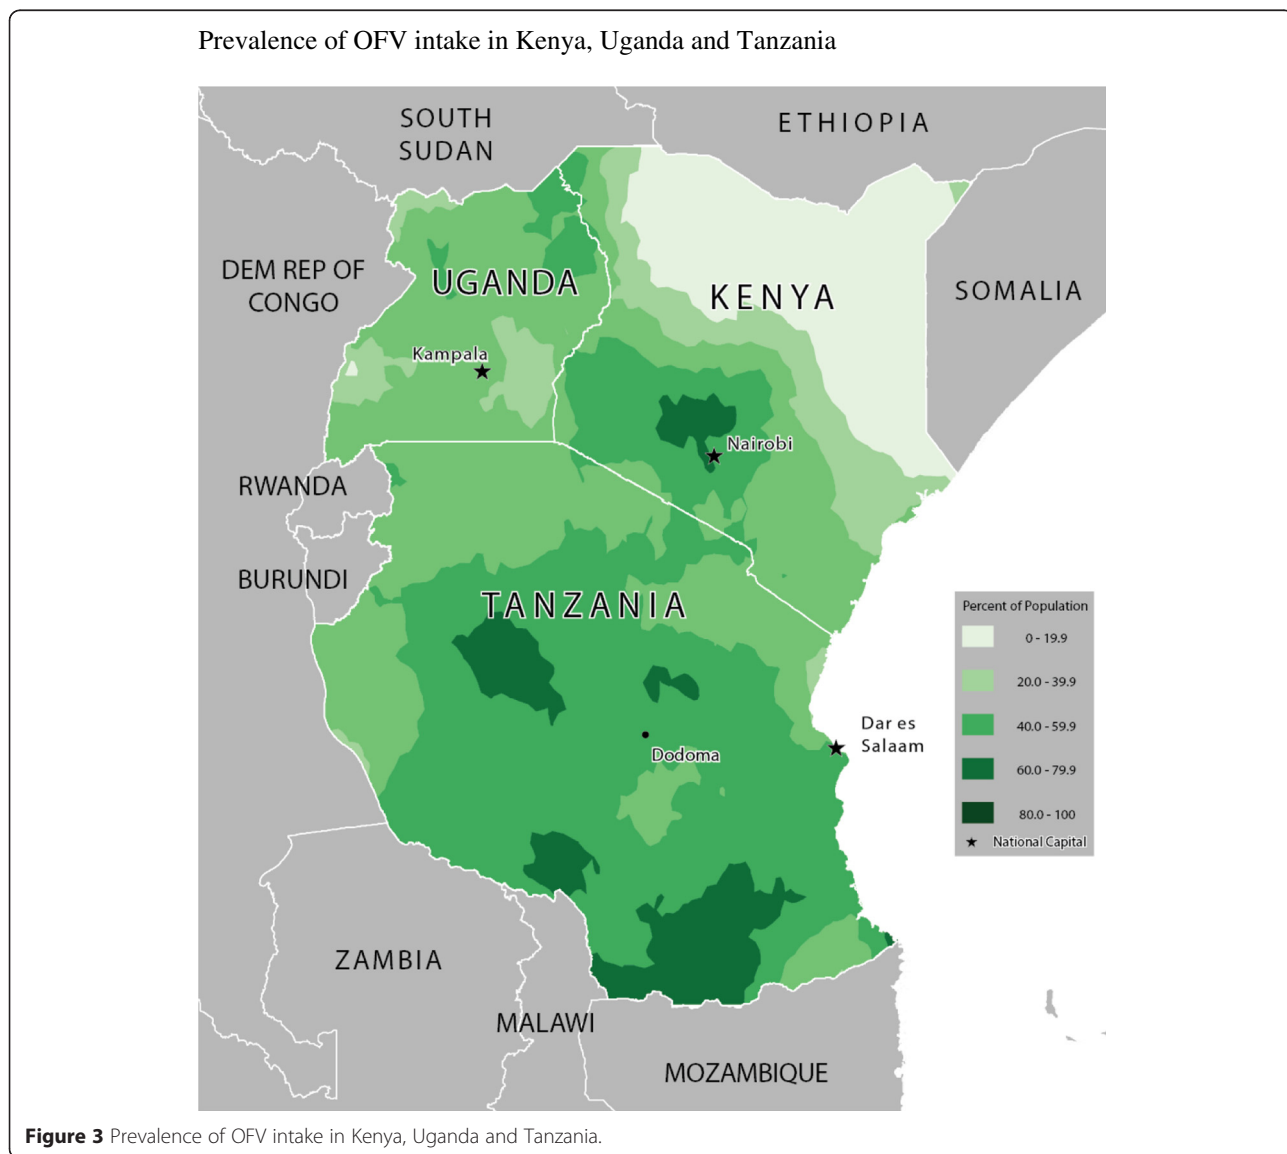 Prevalence of OFV intake in Kenya, Uganda and Tanzania
SOUTH
SUDAN
ETHIOPIA
DEM REP OF
CONGO
UGANDA
KENYA
SOMALIA
Kampala
Nairobi
RWANDA
BURUNDI
TANZANIA
Percent of Population
0 - 19.9
20.0 - 39.9
40.0 - 59.9
60.0 - 79.9
80.0 - 100
National Capital
Dar es
Salaam
Dodoma
ZAMBIA
MALAWI
MOZAMBIQUE
Figure 3 Prevalence of OFV intake in Kenya, Uganda and Tanzania.